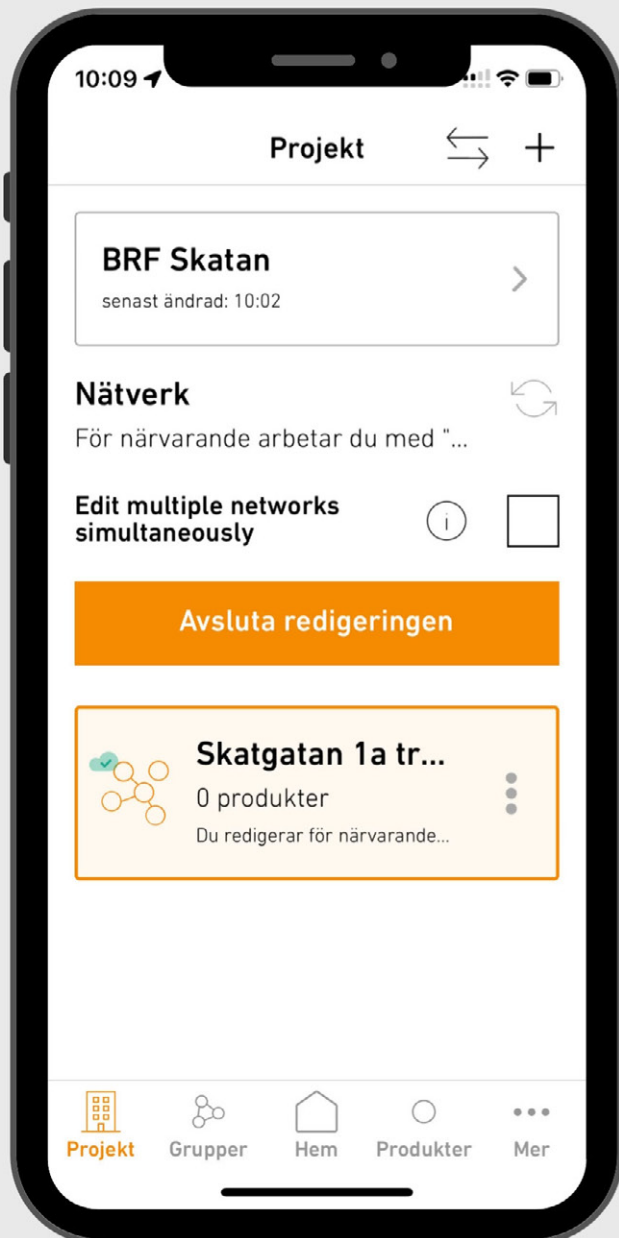 10:09
Projekt
BRF Skatan
senast ändrad: 10:02
Nätverk
För närvarande arbetar du med "...
Edit multiple networks
simultaneously
Avsluta redigeringen
Skatgatan 1a tr...
0 produkter
Du redigerar för närvarande...
Projekt Grupper Hem Produkter Mer